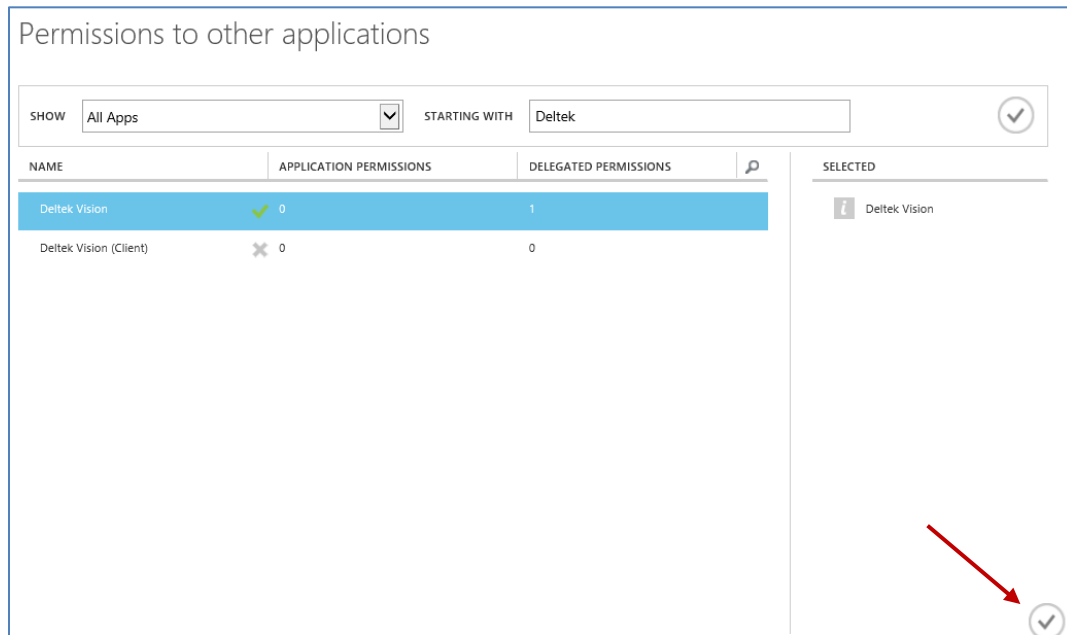 Permissions to other applications
SHOW All Apps STARTING WITH Deltek
NAME APPLICATION PERMISSIONS DELEGATED PERMISSIONS SELECTED
Deltek Vision 0 1 i Deltek Vision
Deltek Vision (Client) 0 0